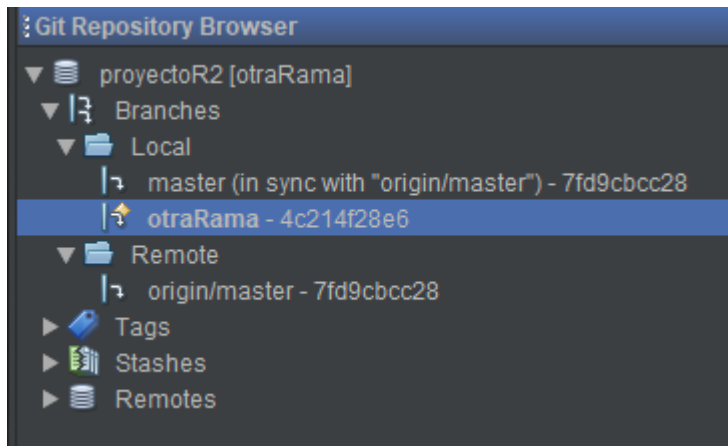 Git Repository Browser
proyectoR2 [otraRama]
Branches
Local
master (in sync with "origin/master") - 7fd9cbcc28
otraRama - 4c214f28e6
Remote
origin/master - 7fd9cbcc28
Tags
Stashes
Remotes